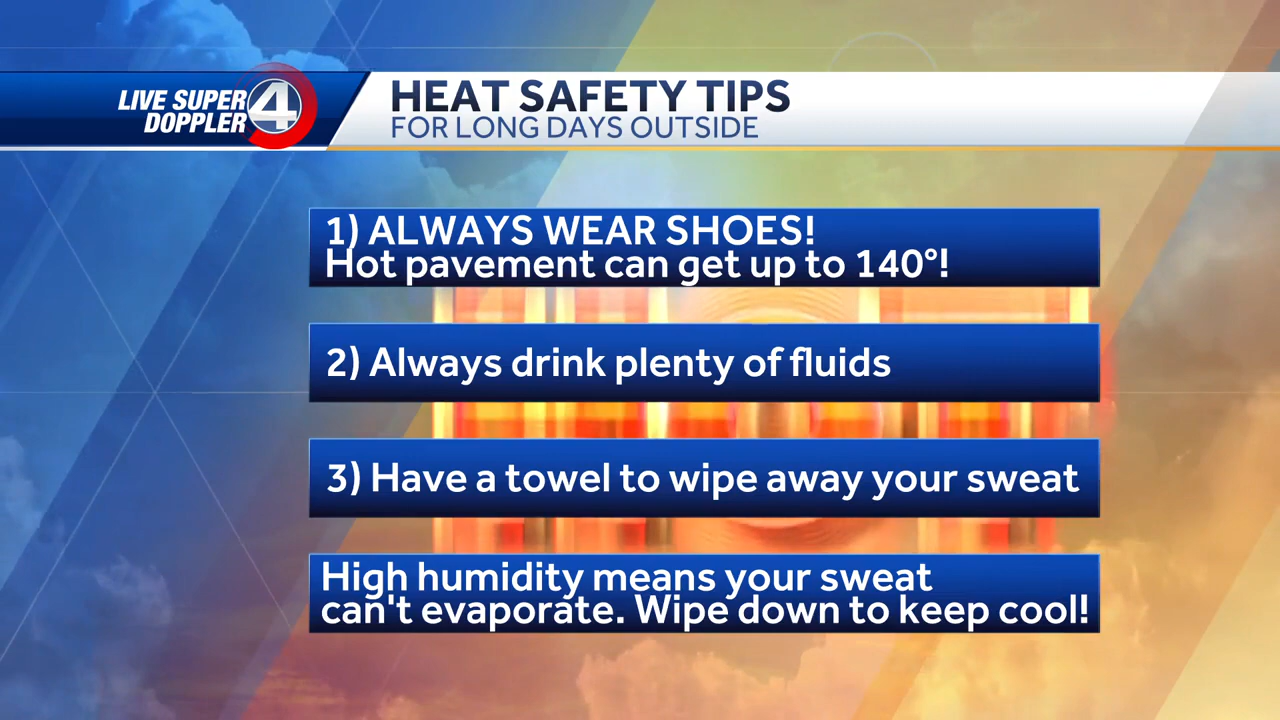 LIVE SUPER
DOPPLER 4
HEAT SAFETY TIPS
FOR LONG DAYS OUTSIDE
1) ALWAYS WEAR SHOES!
Hot pavement can get up to 140°!
2) Always drink plenty of fluids
3) Have a towel to wipe away your sweat
High humidity means your sweat
can't evaporate. Wipe down to keep cool!